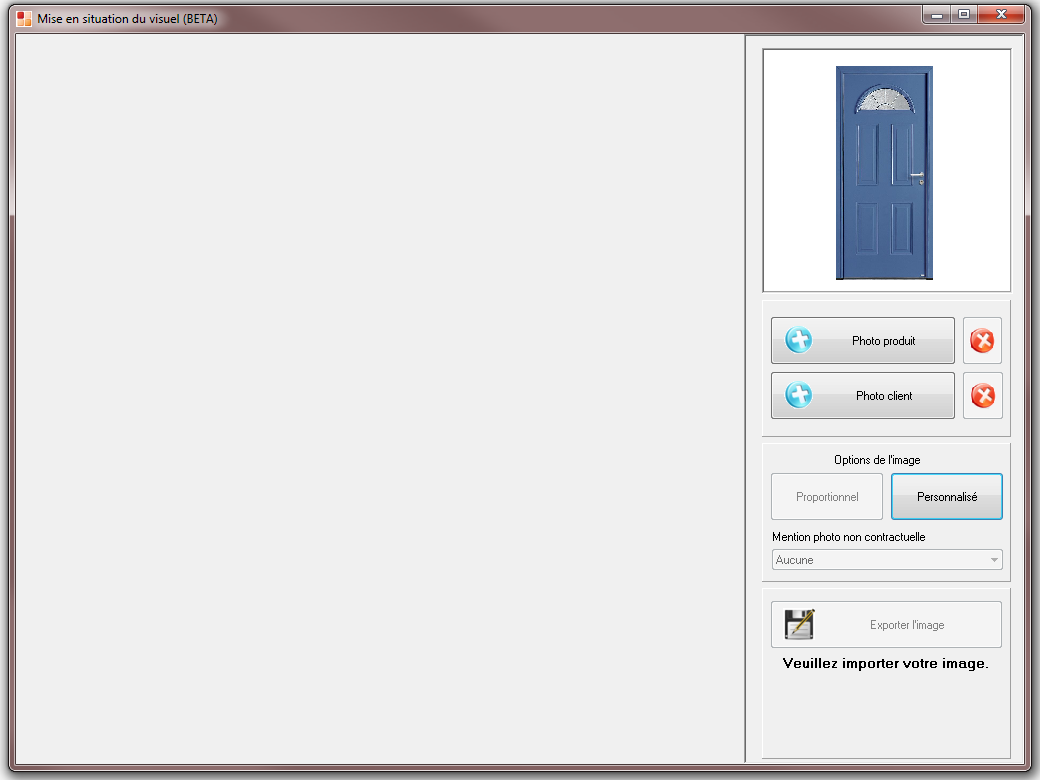 Mise en situation du visuel (BETA)
Photo produit
Photo client
Options de l'image
Proportionnel
Personnalisé
Mention photo non contractuelle
Aucune
Exporter l'image
Veuillez importer votre image.